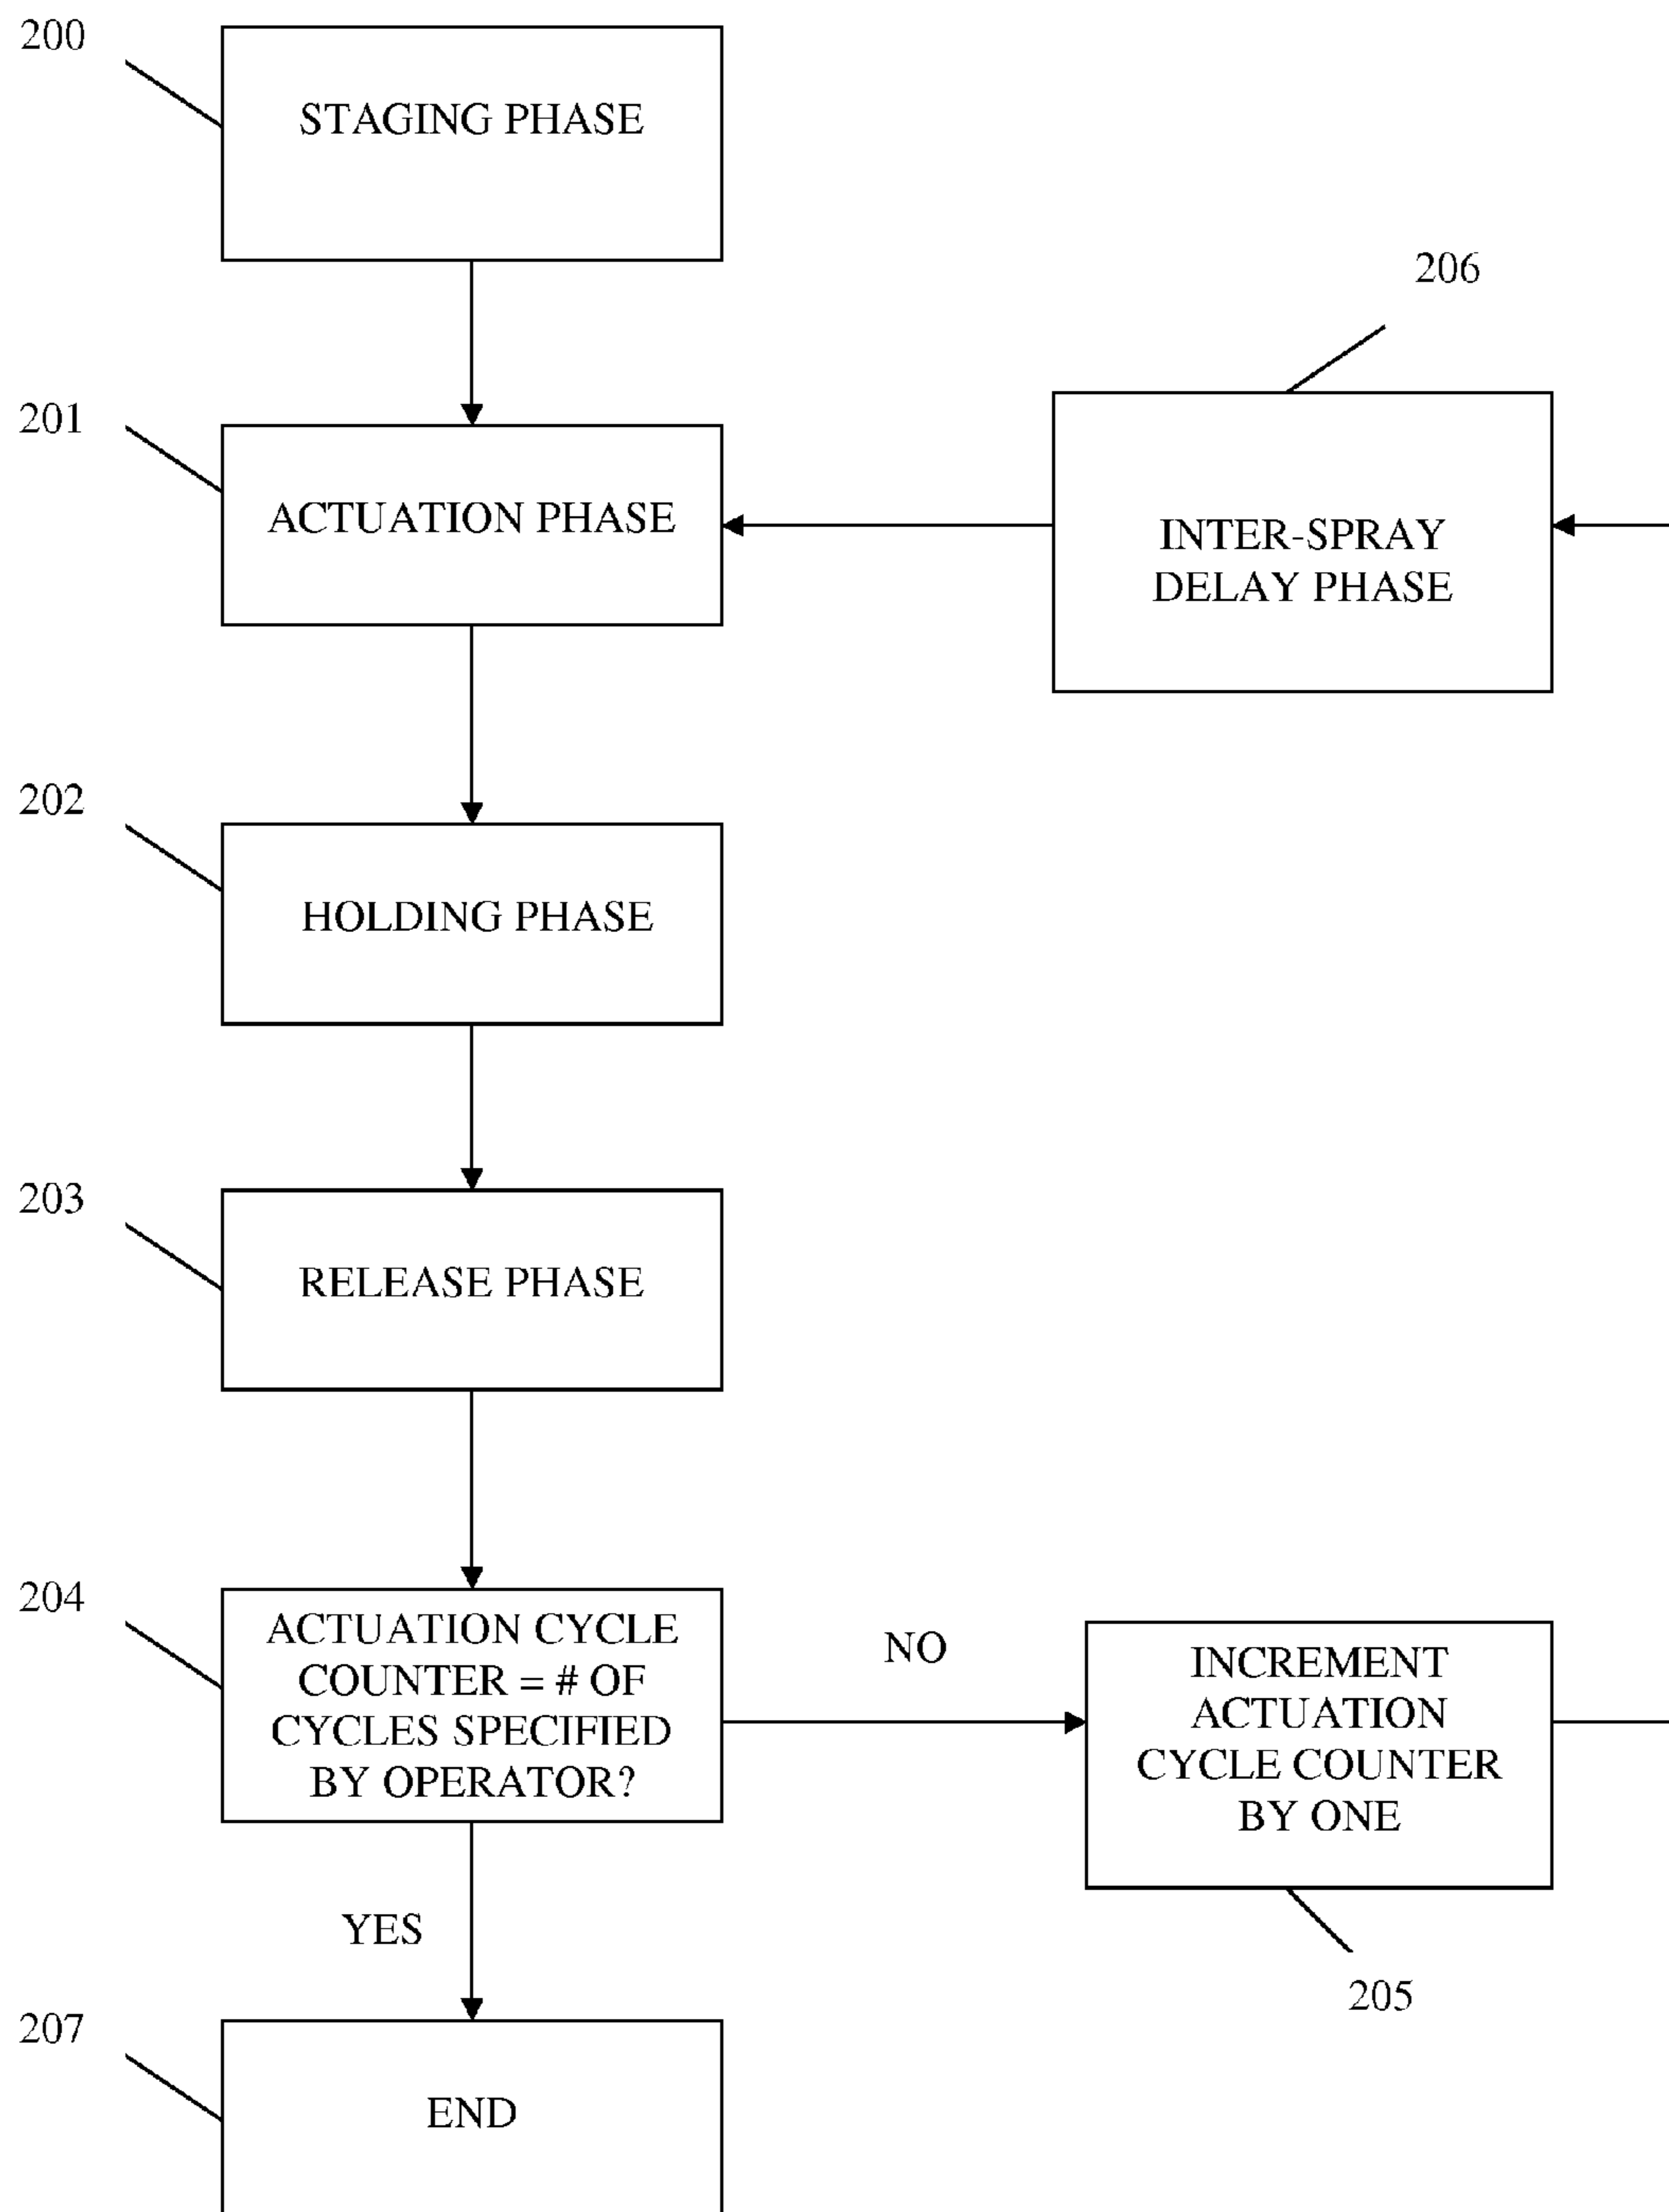 200
STAGING PHASE
206
201
ACTUATION PHASE
INTER-SPRAY
DELAY PHASE
202
HOLDING PHASE
203
RELEASE PHASE
204
ACTUATION CYCLE
COUNTER = # OF
CYCLES SPECIFIED
BY OPERATOR?
NO
INCREMENT
ACTUATION
CYCLE COUNTER
BY ONE
YES
205
207
END